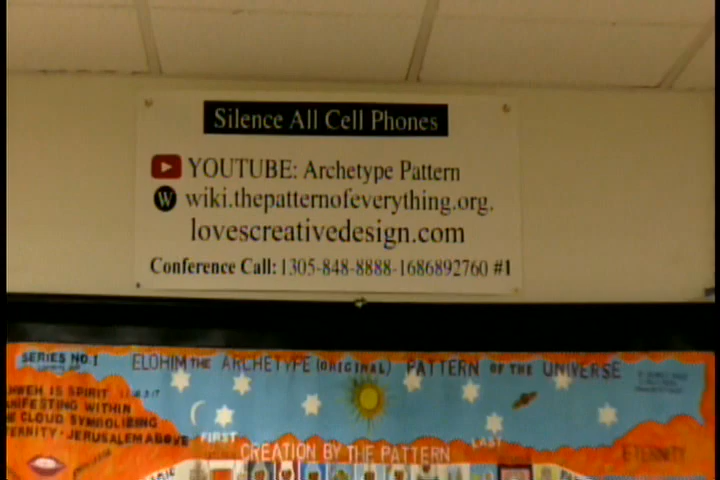 Silence All Cell Phones
YOUTUBE: Archetype Pattern
W wiki.thepatternofeverything.org.
lovescreativedesign.com
Conference Call: 1305-848-8888-1686892760 #1
SERIES NO. 1
ELOHIM THE ARCHETYPE (ORIGINAL) PATTERN OF THE UNIVERSE
IS SPIRIT
WITHIN
CLOUD SYMBOLIZING
JERUSALEM ABOVE
FIRST
LAST
CREATION BY THE PATTERN
ETERNITY